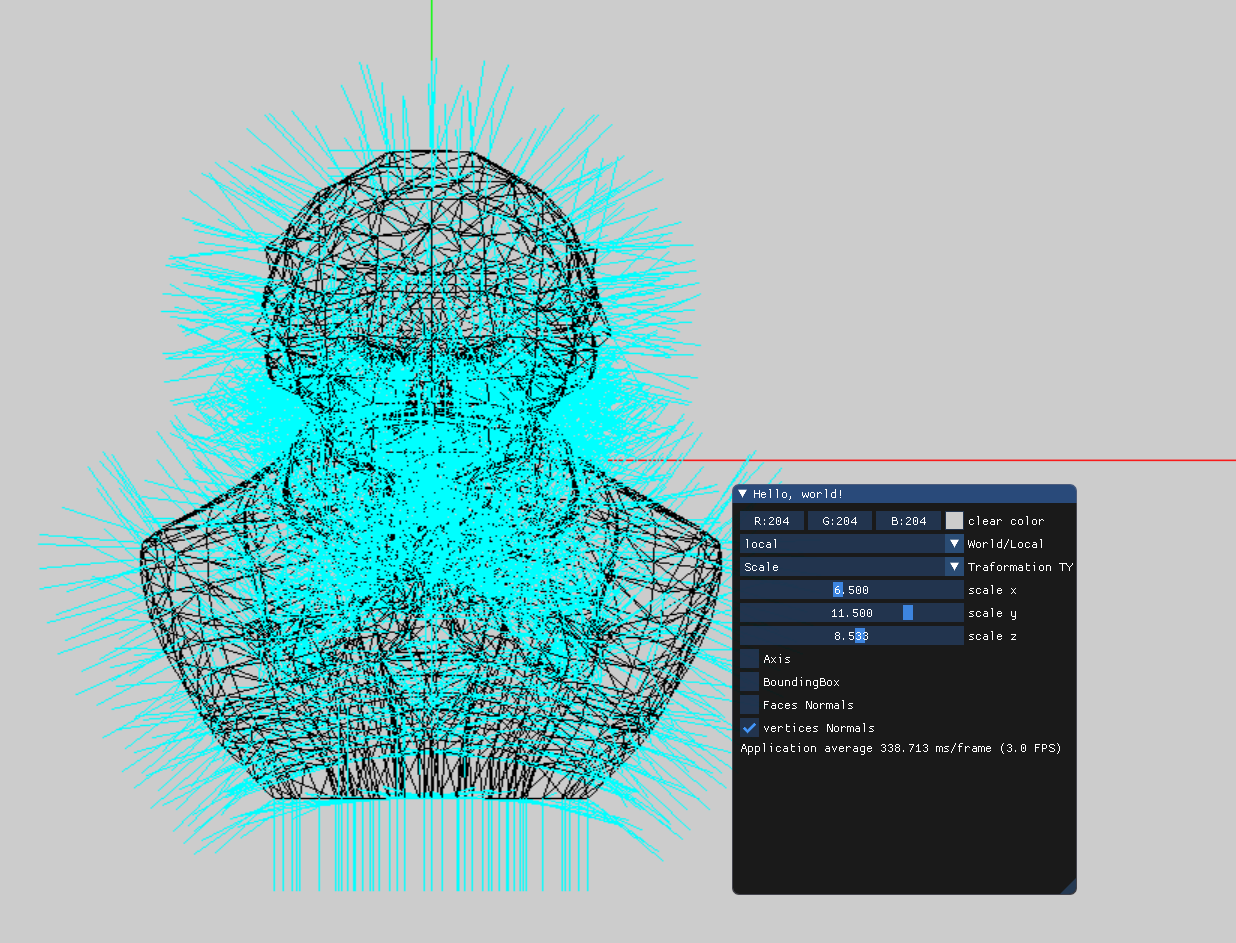 Hello, world!
R:204 G:204 B:204 clear color
local World/Local
Scale Traformation TY
6.500 scale x
11.500 scale y
8.533 scale z
Axis
BoundingBox
Faces Normals
vertices Normals
Application average 338.713 ms/frame (3.0 FPS)